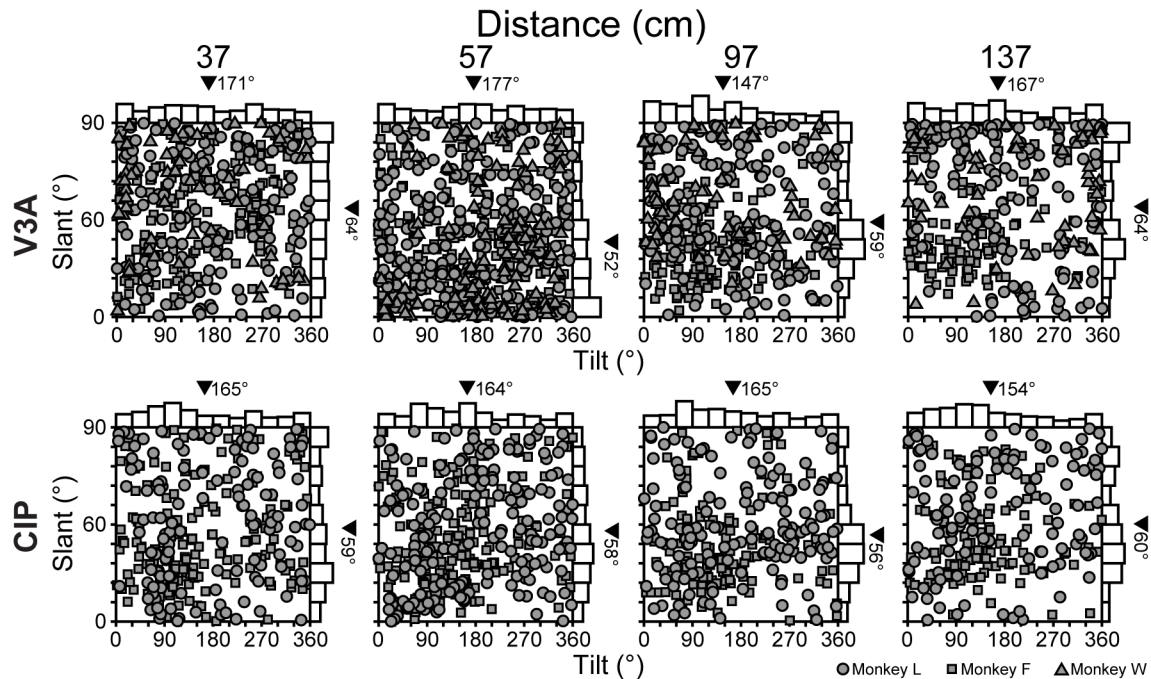 Distance (cm)
37 57 97 137
▼171° ▼177° ▼147° ▼167°
V3A
Slant (°)
90
60
0
64°
52°
59°
64°
0 90 180 270 360 0 90 180 270 360 0 90 180 270 360 0 90 180 270 360
Tilt (°)
▼165° ▼164° ▼165° ▼154°
CIP
Slant (°)
90
60
0
59°
58°
56°
60°
0 90 180 270 360 0 90 180 270 360 0 90 180 270 360 0 90 180 270 360
Tilt (°)
Monkey L Monkey F Monkey W